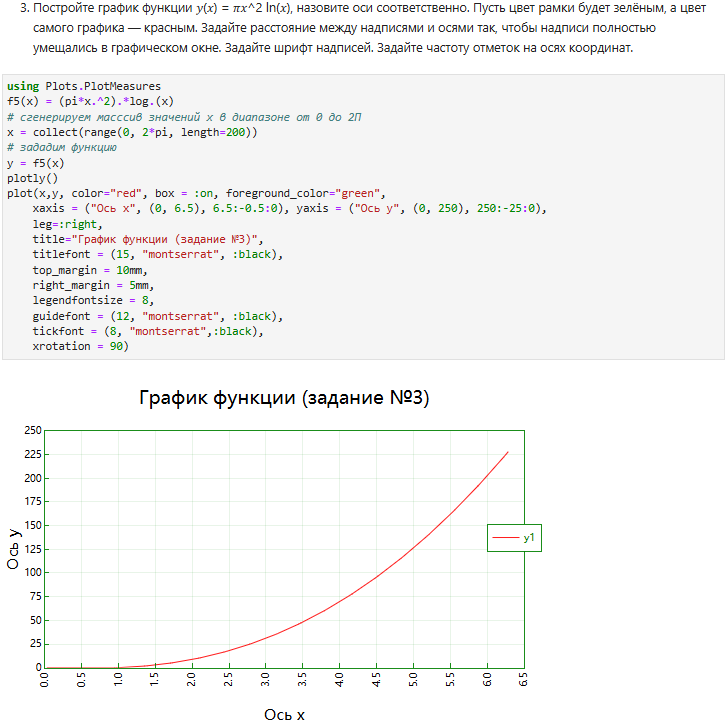 3. Постройте график функции y(x) = πx^2 ln(x), назовите оси соответственно. Пусть цвет рамки будет зелёным, а цвет
самого графика — красным. Задайте расстояние между надписями и осями так, чтобы надписи полностью
умещались в графическом окне. Задайте шрифт надписей. Задайте частоту отметок на осях координат.
using Plots.PlotMeasures
f5(x) = (pi*x.^2).*log.(x)
# сгенерируем масссив значений x в диапазоне от 0 до 2П
x = collect(range(0, 2*pi, length=200))
# зададим функцию
y = f5(x)
plotly()
plot(x,y, color="red", box = :on, foreground_color="green",
xaxis = ("Ось x", (0, 6.5), 6.5:-0.5:0), yaxis = ("Ось y", (0, 250), 250:-25:0),
leg=:right,
title="График функции (задание №3)",
titlefont = (15, "montserrat", :black),
top_margin = 10mm,
right_margin = 5mm,
legendfontsize = 8,
guidefont = (12, "montserrat", :black),
tickfont = (8, "montserrat",:black),
xrotation = 90)
График функции (задание №3)
250
225
200
175
150
125
100
75
50
25
0
Ось y
y1
0.0 0.5 1.0 1.5 2.0 2.5 3.0 3.5 4.0 4.5 5.0 5.5 6.0 6.5
Ось x